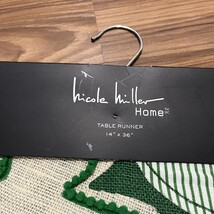 nicole miller
Home
TABLE RUNNER
14" x 36"